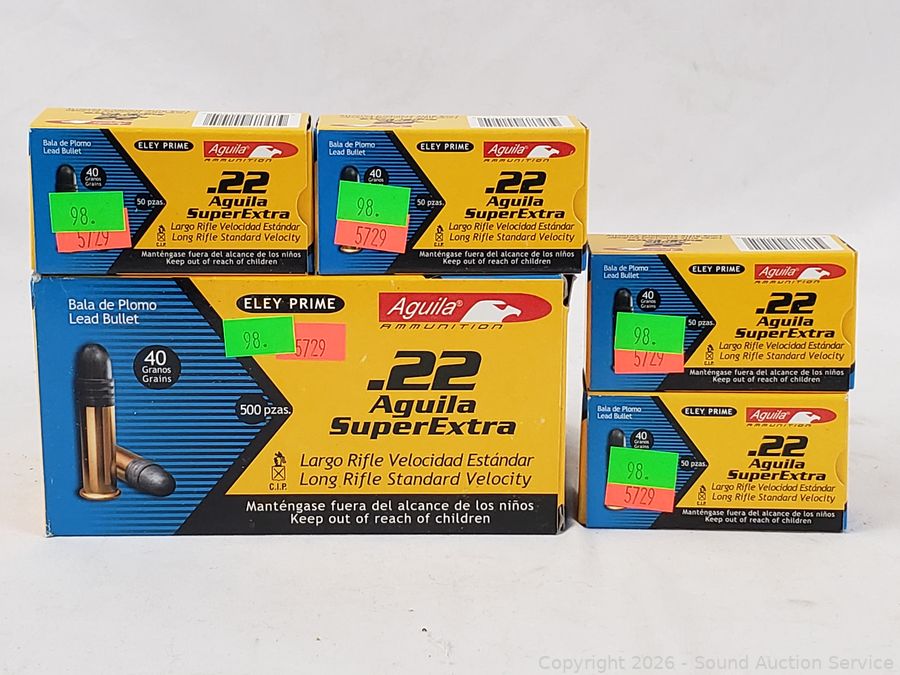 Bala de Plomo
Lead Bullet
ELEY PRIME
Aguila®
AMMUNITION
40
Granos
Grains
50 pzas.
.22
Aguila
SuperExtra
98.
5729
Largo Rifle Velocidad Estándar
Long Rifle Standard Velocity
C.I.P.
Manténgase fuera del alcance de los niños
Keep out of reach of children
Bala de Plomo
Lead Bullet
ELEY PRIME
Aguila®
AMMUNITION
40
50 pzas.
.22
Aguila
SuperExtra
98.
5729
Largo Rifle Velocidad Estándar
Long Rifle Standard Velocity
C.I.P.
Manténgase fuera del alcance de los niños
Keep out of reach of children
Bala de Plomo
Lead Bullet
ELEY PRIME
Aguila®
AMMUNITION
98.
5729
40
Granos
Grains
500 pzas.
.22
Aguila
SuperExtra
Largo Rifle Velocidad Estándar
Long Rifle Standard Velocity
C.I.P.
Manténgase fuera del alcance de los niños
Keep out of reach of children
Bala de Plomo
Lead Bullet
ELEY PRIME
Aguila®
AMMUNITION
40
Granos
Grains
50 pzas.
.22
Aguila
SuperExtra
98.
5729
Largo Rifle Velocidad Estándar
Long Rifle Standard Velocity
C.I.P.
Manténgase fuera del alcance de los niños
Keep out of reach of children
Bala de Plomo
Lead Bullet
ELEY PRIME
Aguila®
AMMUNITION
40
Granos
50 pzas.
.22
Aguila
SuperExtra
98.
5729
Largo Rifle Velocidad Estándar
Long Rifle Standard Velocity
C.I.P.
Manténgase fuera del alcance de los niños
Keep out of reach of children
Copyright 2026 - Sound Auction Service